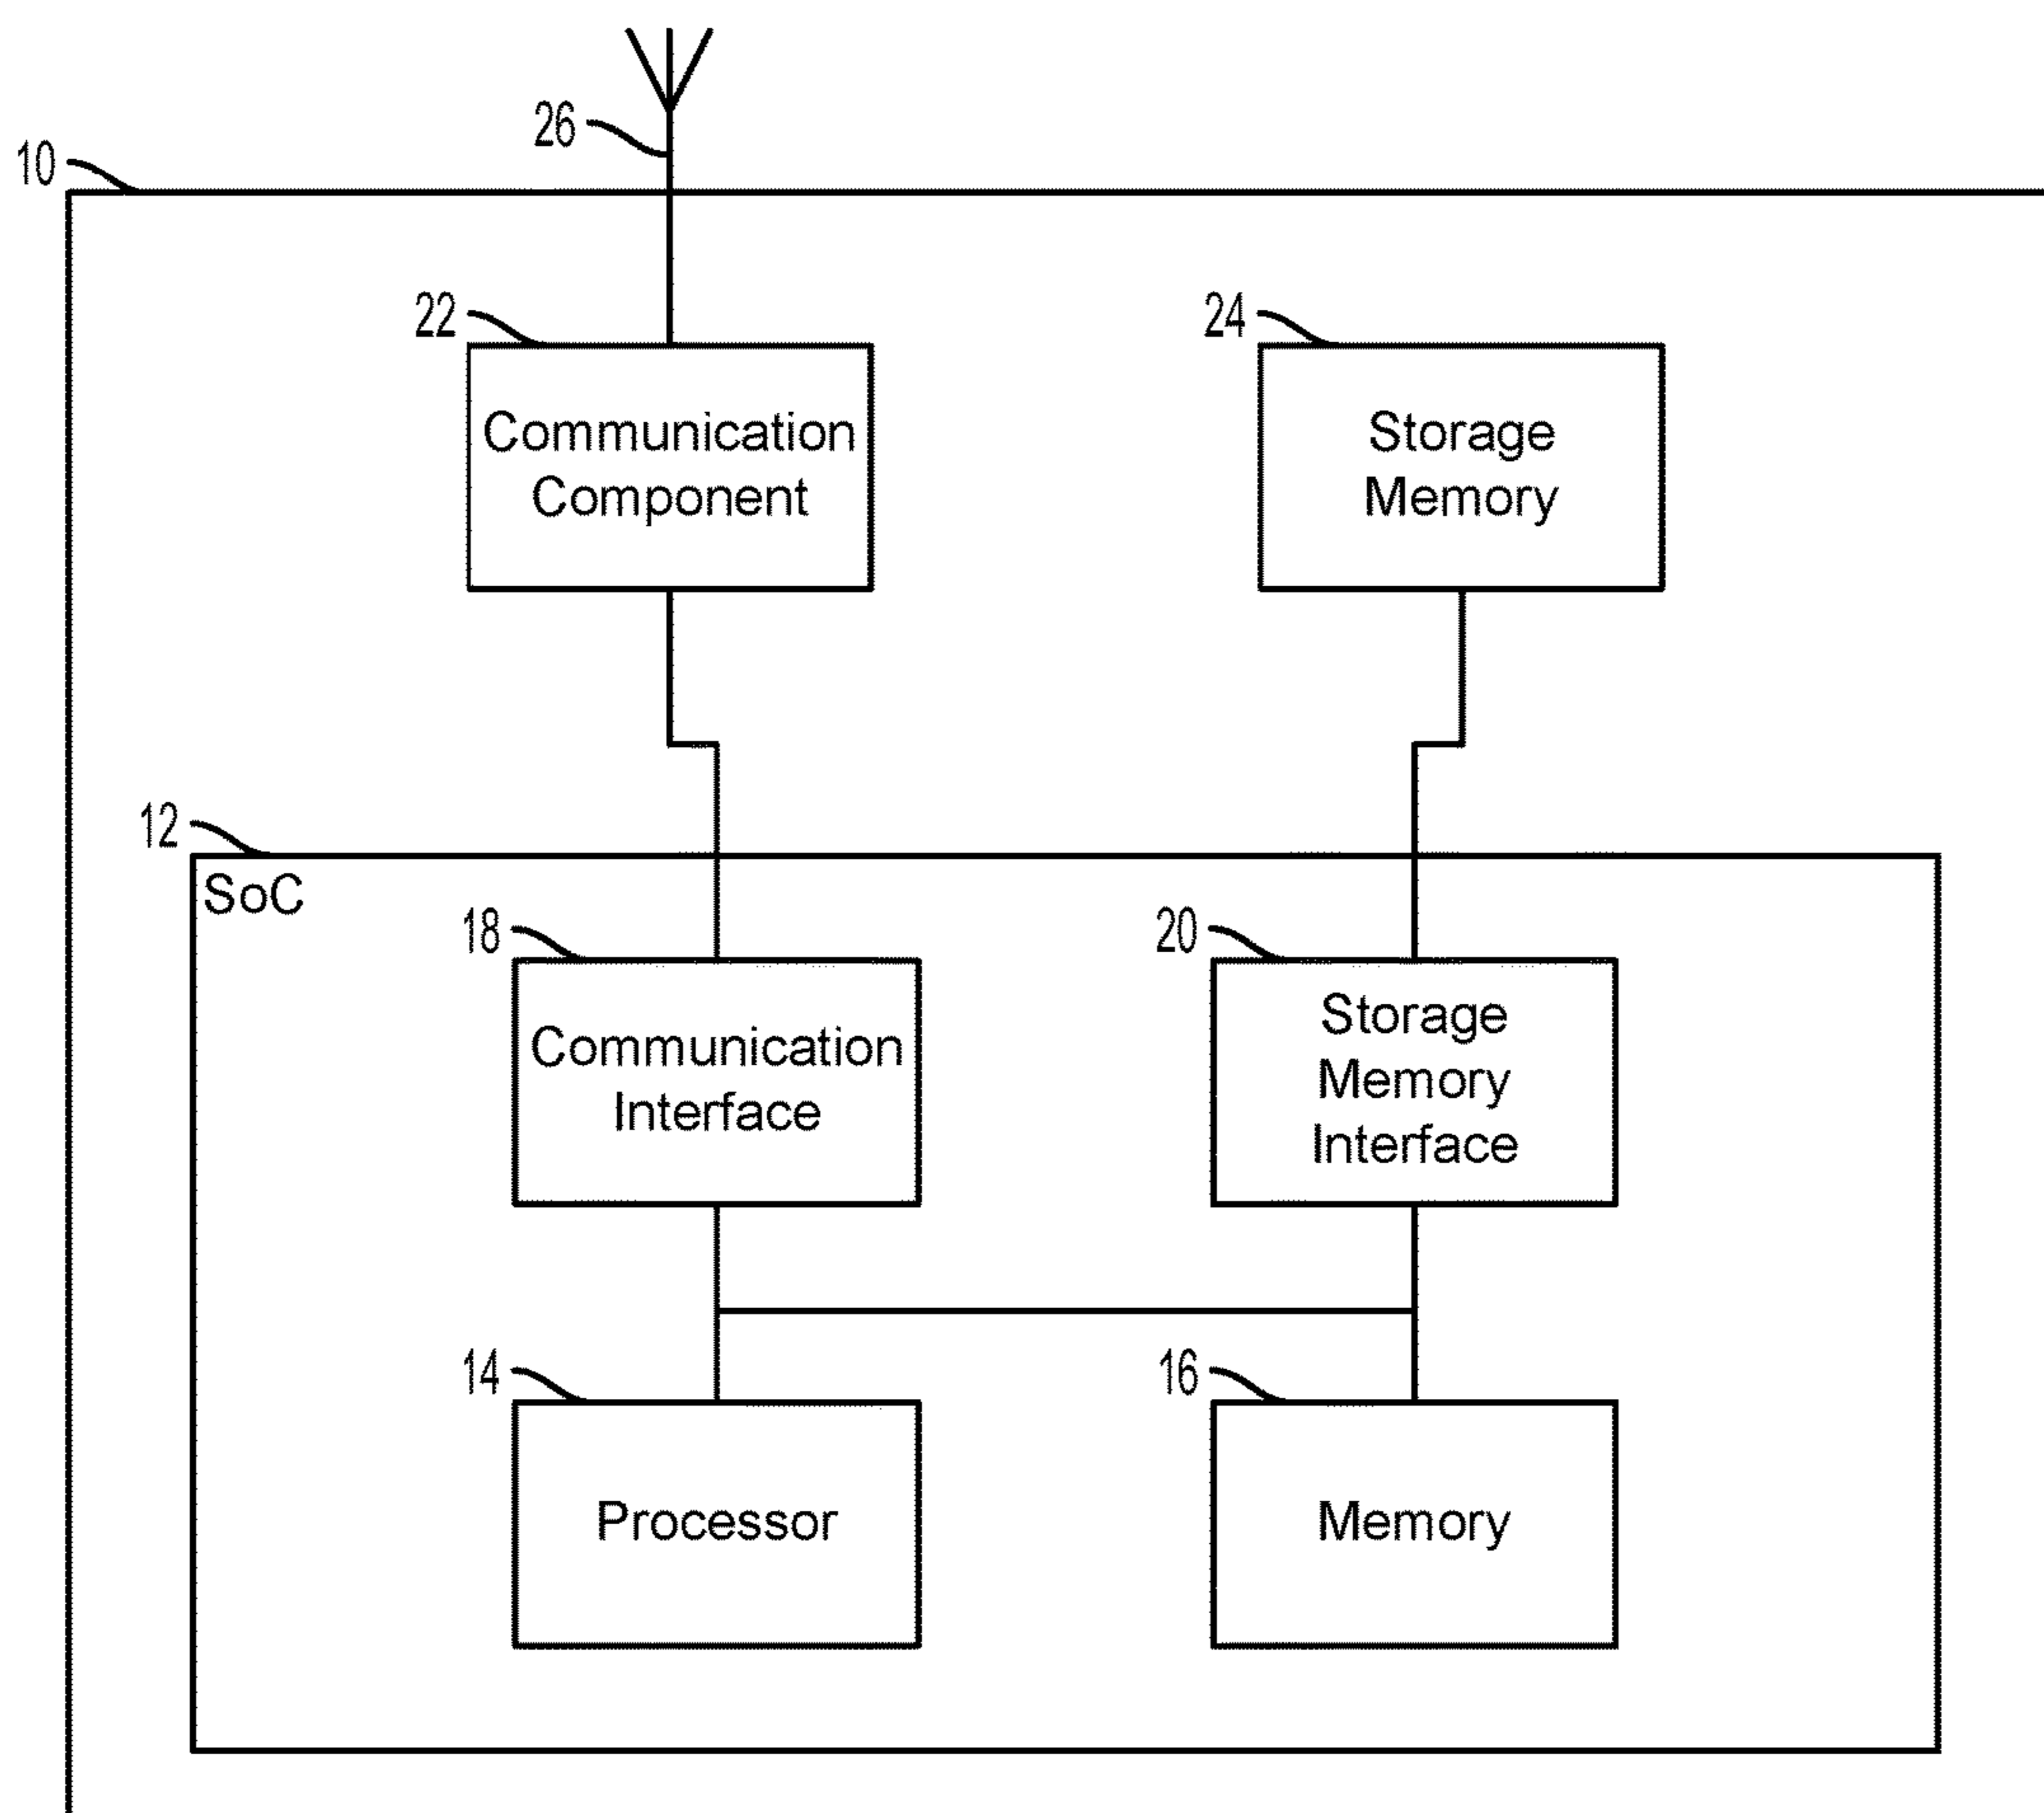 26
10
22
24
Communication
Component
Storage
Memory
12
SoC
18
20
Communication
Interface
Storage
Memory
Interface
14
16
Processor
Memory